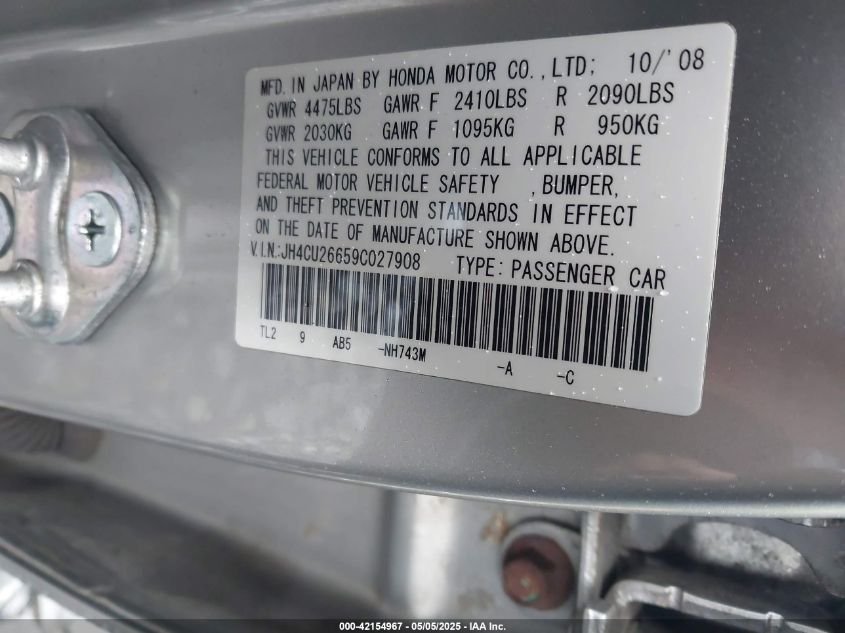 MFD. IN JAPAN BY HONDA MOTOR CO.,LTD; 10/'08
GVWR 4475LBS GAWR F 2410LBS R 2090LBS
GVWR 2030KG GAWR F 1095KG R 950KG
THIS VEHICLE CONFORMS TO ALL APPLICABLE
FEDERAL MOTOR VEHICLE SAFETY , BUMPER,
AND THEFT PREVENTION STANDARDS IN EFFECT
ON THE DATE OF MANUFACTURE SHOWN ABOVE.
V.I.N.:JH4CU26659C027908 TYPE: PASSENGER CAR
TL2 9 AB5 -NH743M -A -C
000-42154967 - 05/05/2025 - IAA Inc.